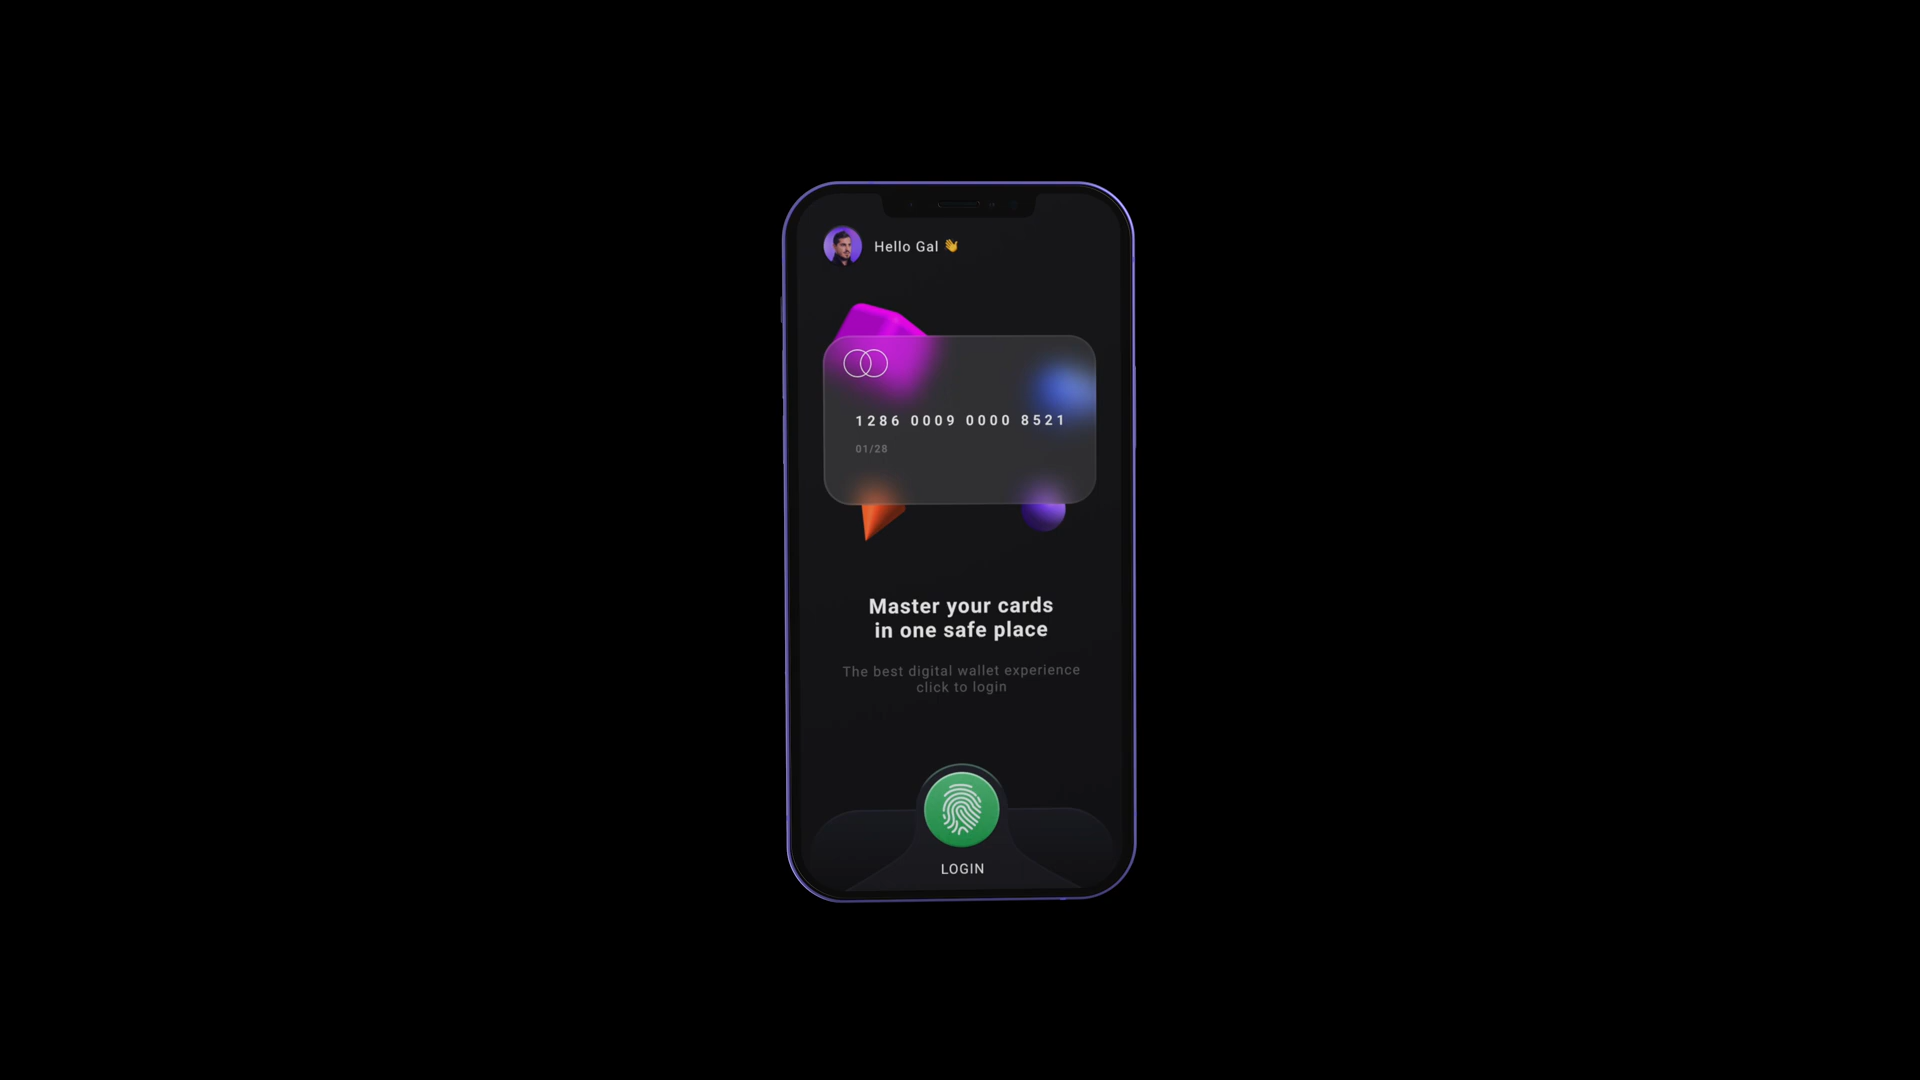 Hello Gal 👋
1286 0009 0000 8521
01/28
Master your cards
in one safe place
The best digital wallet experience
click to login
LOGIN